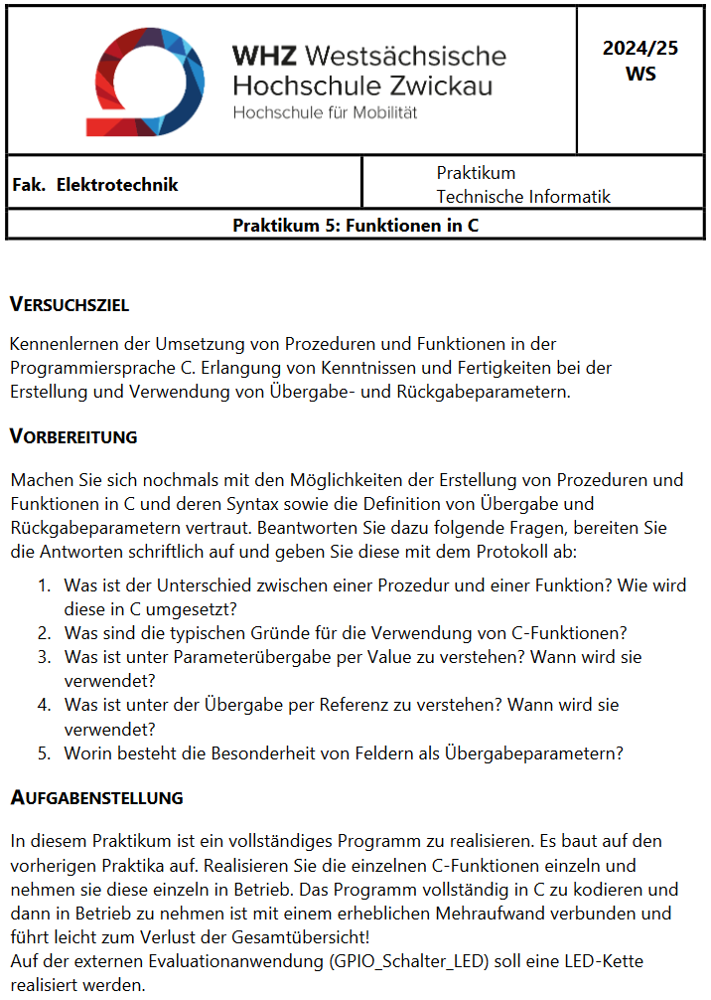 WHZ Westsächsische
Hochschule Zwickau
Hochschule für Mobilität
2024/25
WS
Fak. Elektrotechnik
Praktikum
Technische Informatik
Praktikum 5: Funktionen in C
VERSUCHSZIEL
Kennenlernen der Umsetzung von Prozeduren und Funktionen in der
Programmiersprache C. Erlangung von Kenntnissen und Fertigkeiten bei der
Erstellung und Verwendung von Übergabe- und Rückgabeparametern.
VORBEREITUNG
Machen Sie sich nochmals mit den Möglichkeiten der Erstellung von Prozeduren und
Funktionen in C und deren Syntax sowie die Definition von Übergabe und
Rückgabeparametern vertraut. Beantworten Sie dazu folgende Fragen, bereiten Sie
die Antworten schriftlich auf und geben Sie diese mit dem Protokoll ab:
1. Was ist der Unterschied zwischen einer Prozedur und einer Funktion? Wie wird
diese in C umgesetzt?
2. Was sind die typischen Gründe für die Verwendung von C-Funktionen?
3. Was ist unter Parameterübergabe per Value zu verstehen? Wann wird sie
verwendet?
4. Was ist unter der Übergabe per Referenz zu verstehen? Wann wird sie
verwendet?
5. Worin besteht die Besonderheit von Feldern als Übergabeparametern?
AUFGABENSTELLUNG
In diesem Praktikum ist ein vollständiges Programm zu realisieren. Es baut auf den
vorherigen Praktika auf. Realisieren Sie die einzelnen C-Funktionen einzeln und
nehmen sie diese einzeln in Betrieb. Das Programm vollständig in C zu kodieren und
dann in Betrieb zu nehmen ist mit einem erheblichen Mehraufwand verbunden und
führt leicht zum Verlust der Gesamtübersicht!
Auf der externen Evaluationanwendung (GPIO_Schalter_LED) soll eine LED-Kette
realisiert werden.